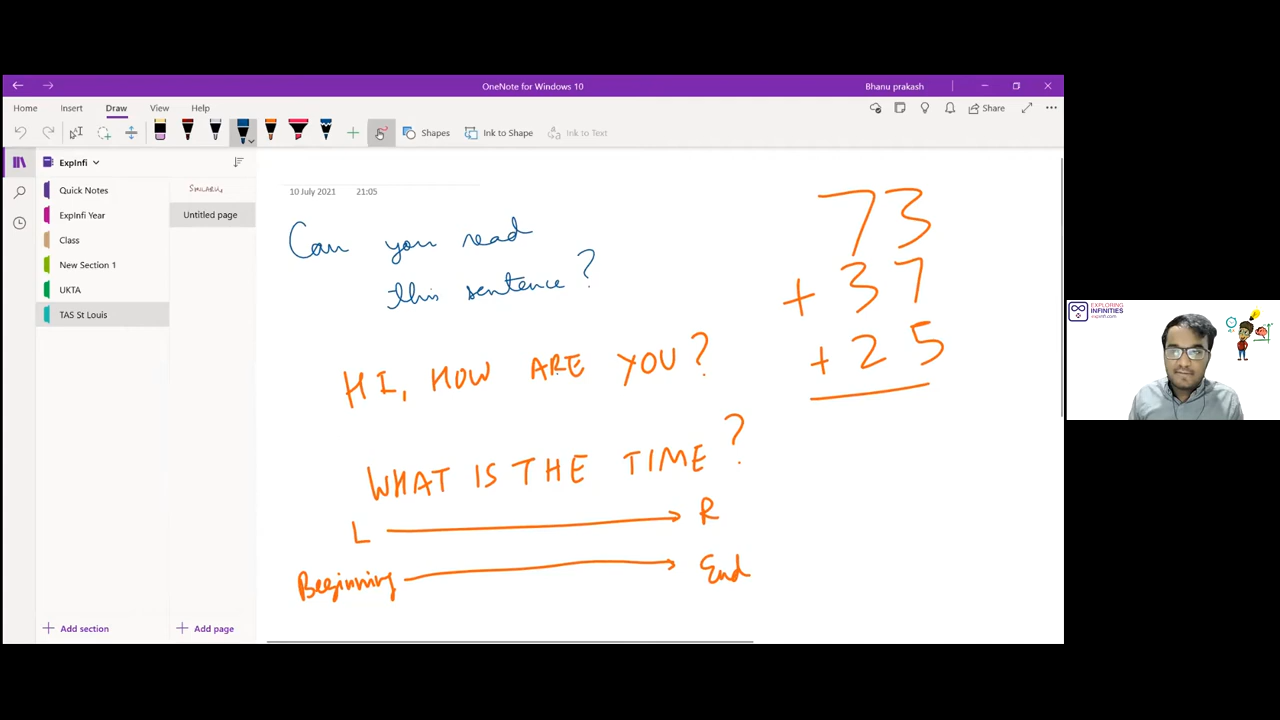 OneNote for Windows 10
Bhanu prakash
Home Insert Draw View Help
Share
Shapes Ink to Shape Ink to Text
ExpInfi
Quick Notes
ExpInfi Year
Class
New Section 1
UKTA
TAS St Louis
Untitled page
10 July 2021 21:05
Can you read
this sentence?
HI, HOW ARE YOU?
WHAT IS THE TIME?
L R
Beginning End
73
+ 37
+ 25
EXPLORING
INFINITIES
expinfi.com
Add section
Add page